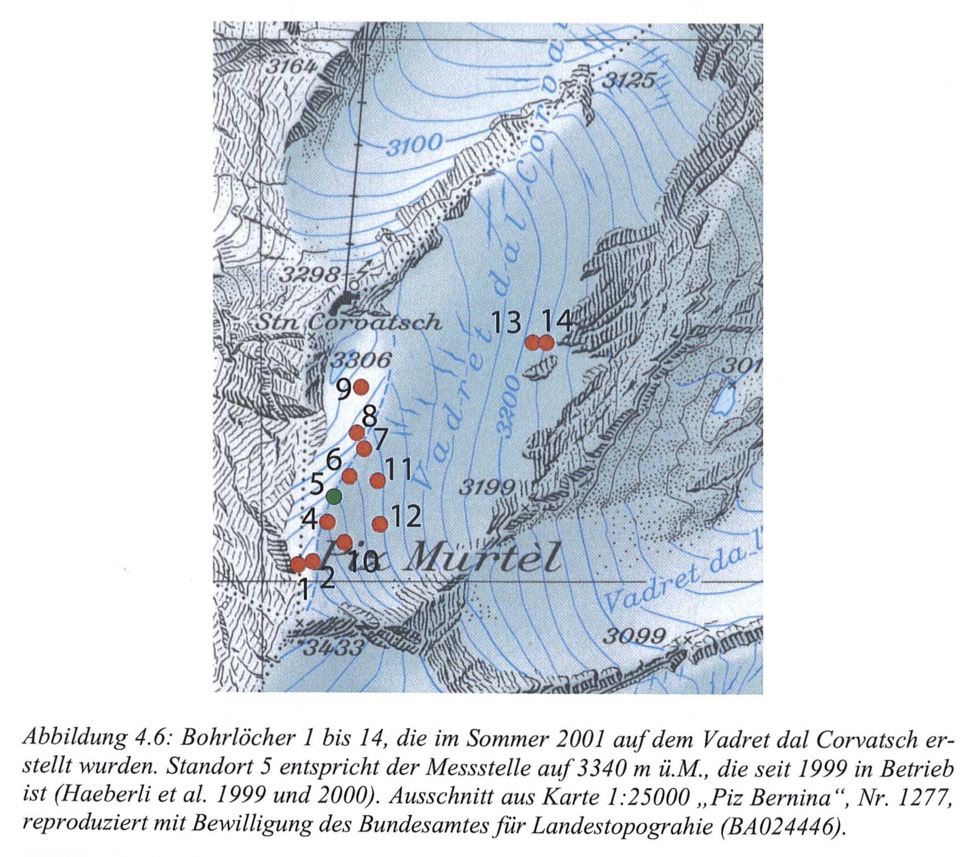 3164
3125
3100
Vadret dal Corva
3298
Stn Corvatsch
13 14
3306
301
9
3200
8
7
6
11
5
3199
4
12
Piz Murtèl
10
1
2
Vadret da l'
3433
3099
Abbildung 4.6: Bohrlöcher 1 bis 14, die im Sommer 2001 auf dem Vadret dal Corvatsch er-
stellt wurden. Standort 5 entspricht der Messstelle auf 3340 m ü.M., die seit 1999 in Betrieb
ist (Haeberli et al. 1999 und 2000). Ausschnitt aus Karte 1:25000 „Piz Bernina“, Nr. 1277,
reproduziert mit Bewilligung des Bundesamtes für Landestopograhie (BA024446).